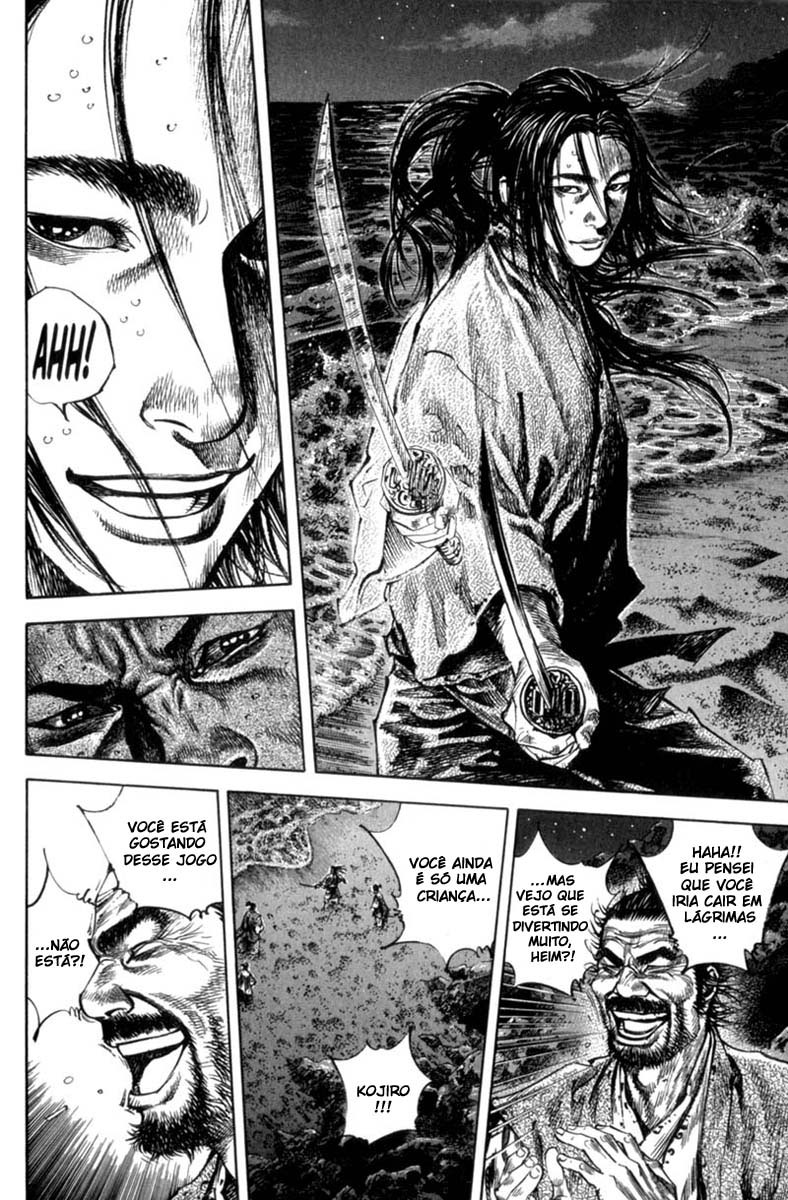 AHH!
HAHA!!
EU PENSEI
QUE VOCÊ
IRIA CAIR EM
LÁGRIMAS
...
...MAS
VEJO QUE
ESTÁ SE
DIVERTINDO
MUITO,
HEIM?!
VOCÊ AINDA
É SÓ UMA
CRIANÇA...
KOJIRO
!!!
VOCÊ ESTÁ
GOSTANDO
DESSE JOGO
...
...NÃO
ESTÁ?!